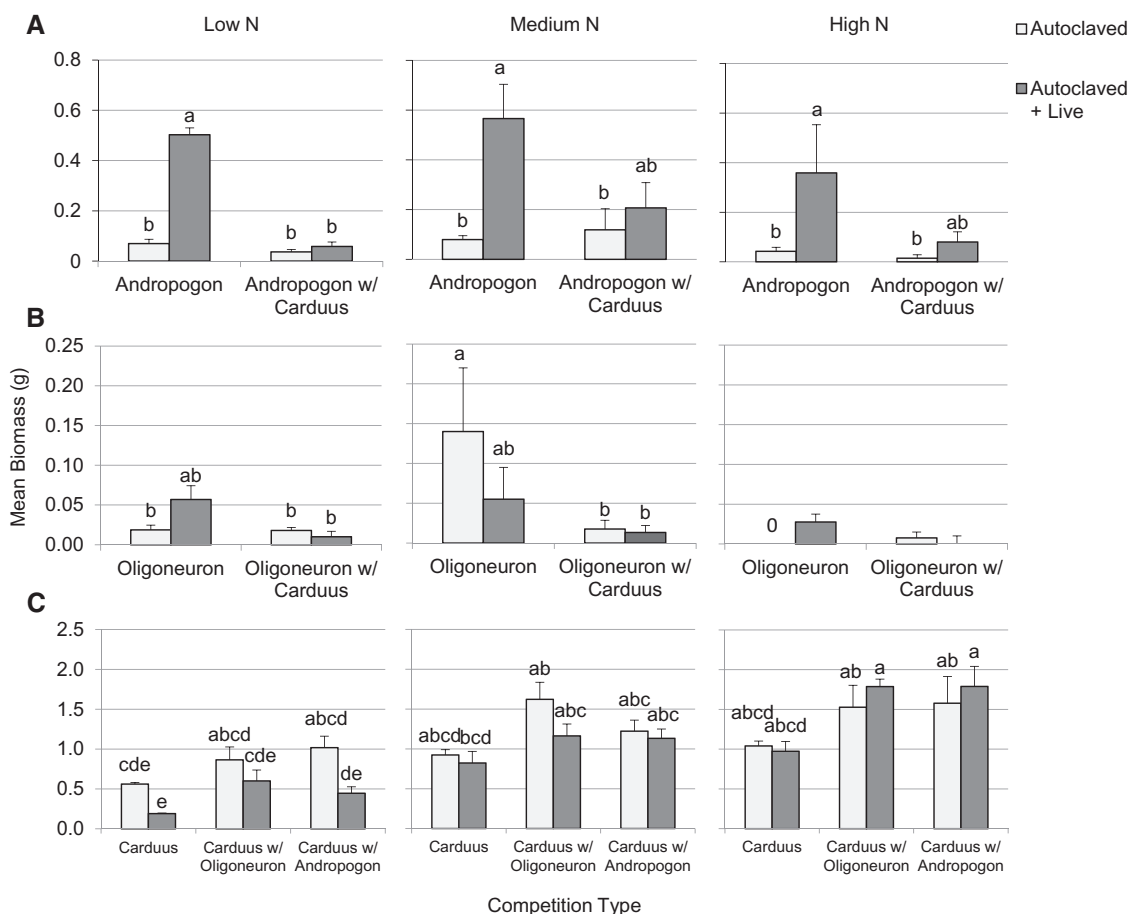 A
Low N
Medium N
High N
Autoclaved
Autoclaved
+ Live
0.8
0.6
0.4
0.2
0
b
a
b
b
b
a
b
ab
b
a
b
ab
Andropogon
Andropogon w/
Carduus
Andropogon
Andropogon w/
Carduus
Andropogon
Andropogon w/
Carduus
B
Mean Biomass (g)
0.25
0.20
0.15
0.10
0.05
0.00
b
ab
b
b
a
ab
b
b
0
Oligoneuron
Oligoneuron w/
Carduus
Oligoneuron
Oligoneuron w/
Carduus
Oligoneuron
Oligoneuron w/
Carduus
C
2.5
2.0
1.5
1.0
0.5
0.0
cde
e
abcd
cde
abcd
de
abcd
bcd
ab
abc
abc
abc
abcd
abcd
ab
a
ab
a
Carduus
Carduus w/
Oligoneuron
Carduus w/
Andropogon
Carduus
Carduus w/
Oligoneuron
Carduus w/
Andropogon
Carduus
Carduus w/
Oligoneuron
Carduus w/
Andropogon
Competition Type